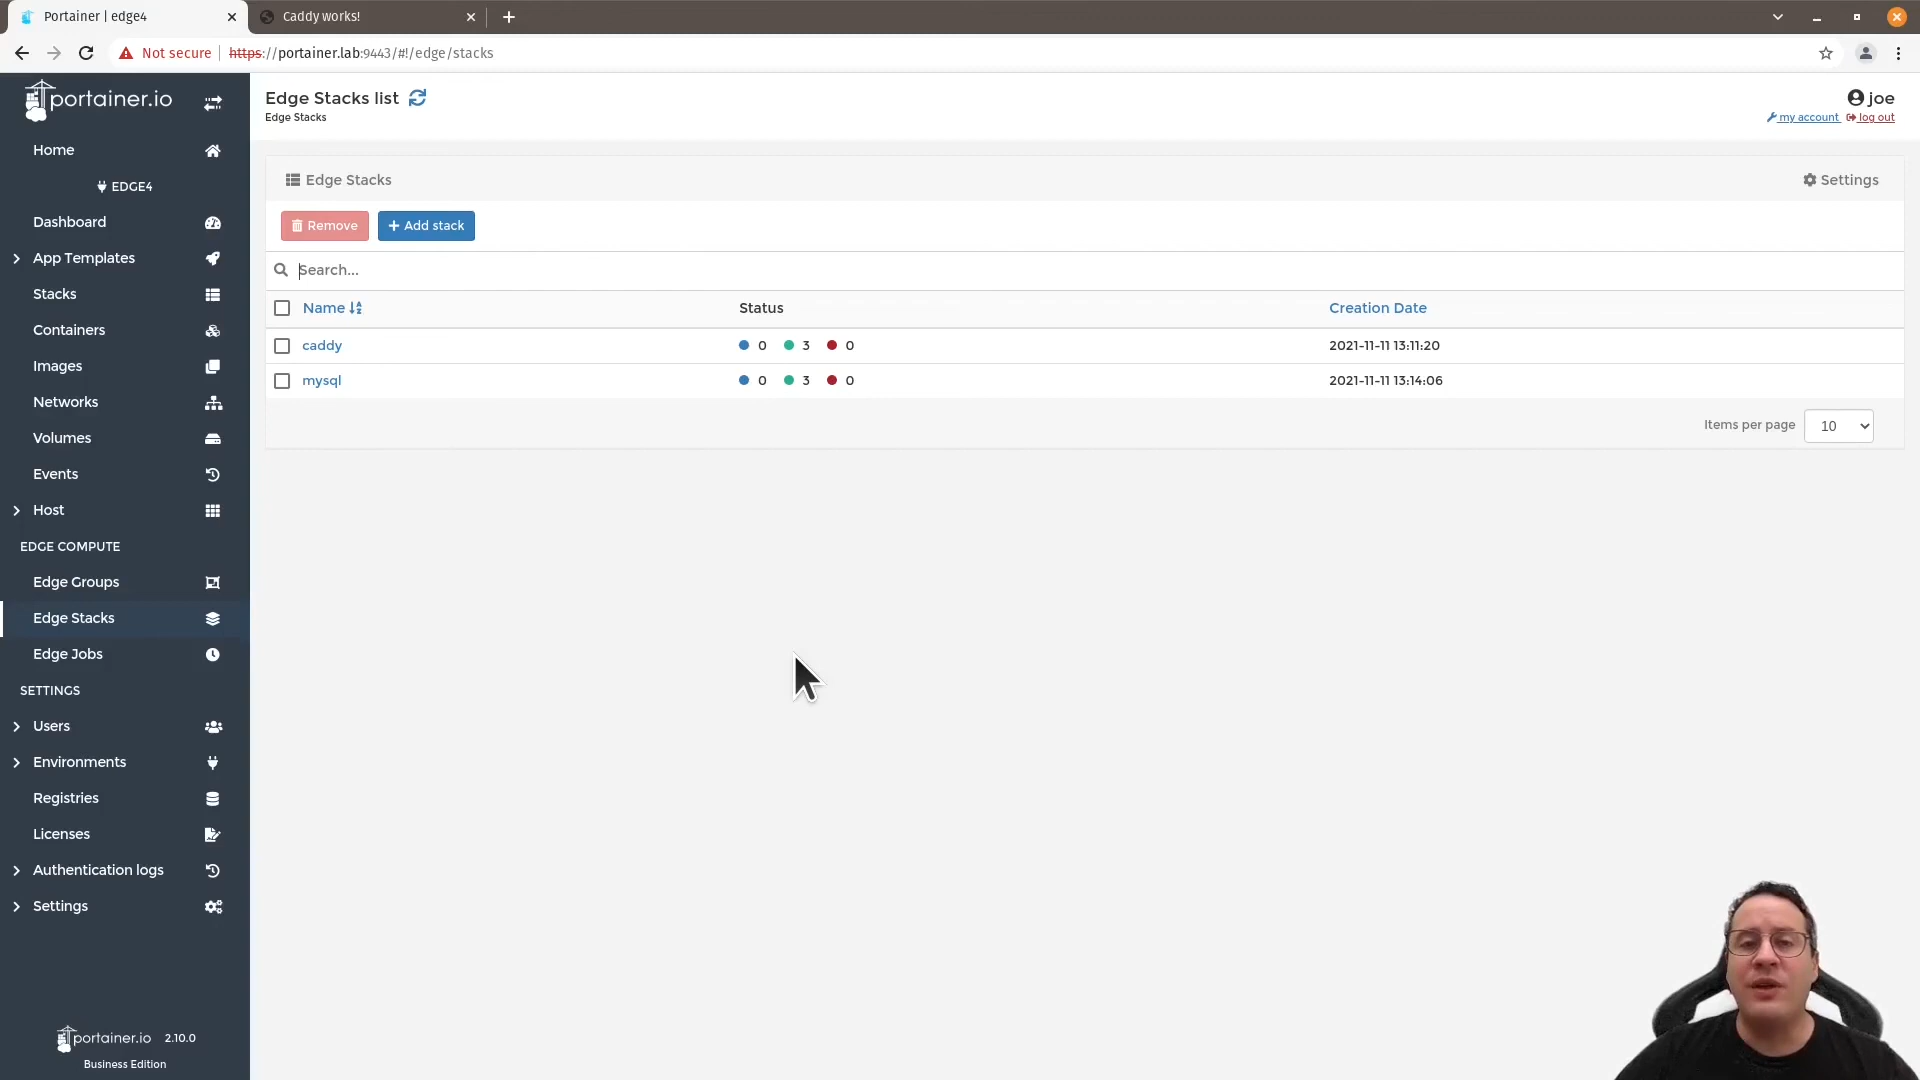 Portainer | edge4
Caddy works!
Not secure
https://portainer.lab:9443/#!/edge/stacks
portainer.io
Home
EDGE4
Dashboard
App Templates
Stacks
Containers
Images
Networks
Volumes
Events
Host
EDGE COMPUTE
Edge Groups
Edge Stacks
Edge Jobs
SETTINGS
Users
Environments
Registries
Licenses
Authentication logs
Settings
portainer.io 2.10.0
Business Edition
Edge Stacks list
Edge Stacks
joe
my account log out
Edge Stacks
Settings
Remove
+ Add stack
Search...
Name Status Creation Date
caddy 0 3 0 2021-11-11 13:11:20
mysql 0 3 0 2021-11-11 13:14:06
Items per page 10